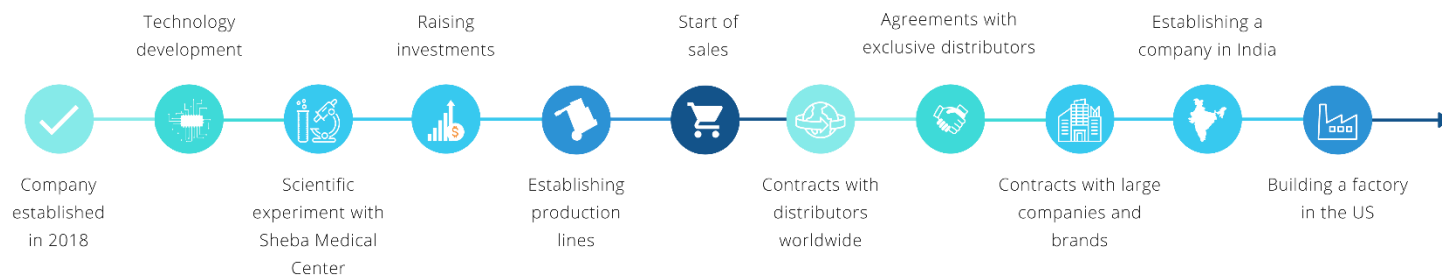 Company
established
in 2018
Technology
development
Scientific
experiment with
Sheba Medical
Center
Raising
investments
$
Establishing
production
lines
Start of
sales
Contracts with
distributors
worldwide
Agreements with
exclusive distributors
Contracts with large
companies and
brands
Establishing a
company in India
Building a factory
in the US